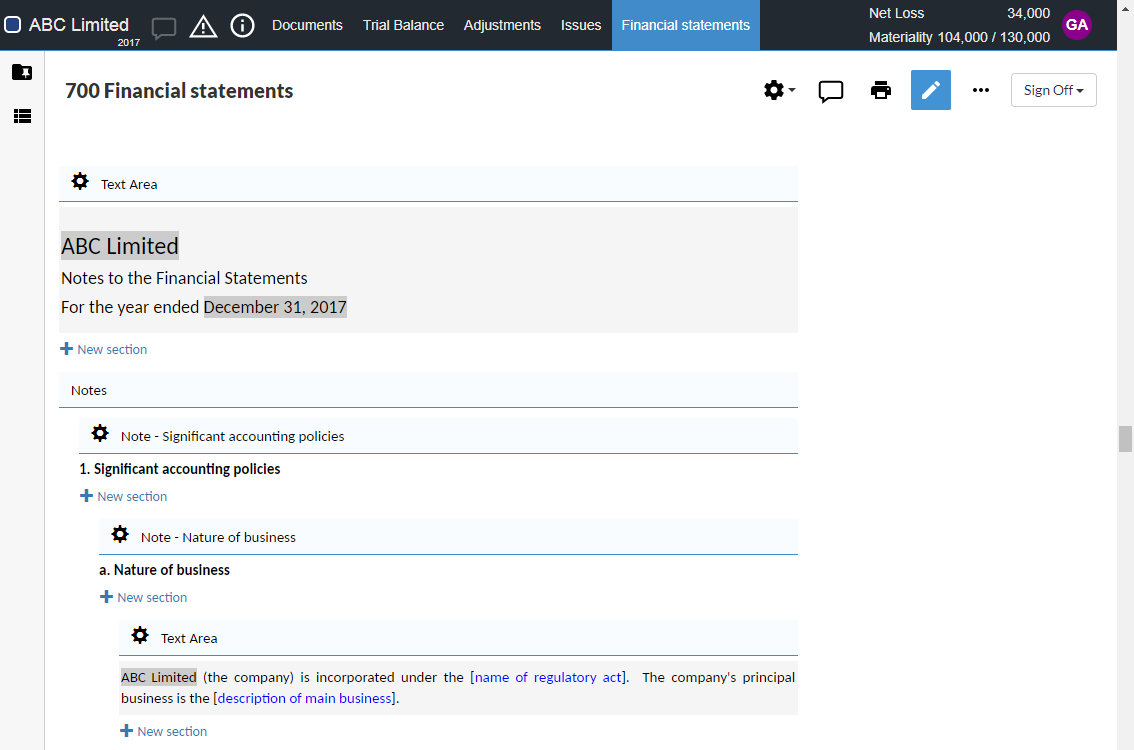 ABC Limited
2017
Documents
Trial Balance
Adjustments
Issues
Financial statements
Net Loss 34,000
Materiality 104,000 / 130,000
GA
700 Financial statements
Sign Off
Text Area
ABC Limited
Notes to the Financial Statements
For the year ended December 31, 2017
New section
Notes
Note - Significant accounting policies
1. Significant accounting policies
New section
Note - Nature of business
a. Nature of business
New section
Text Area
ABC Limited (the company) is incorporated under the [name of regulatory act]. The company's principal
business is the [description of main business].
New section